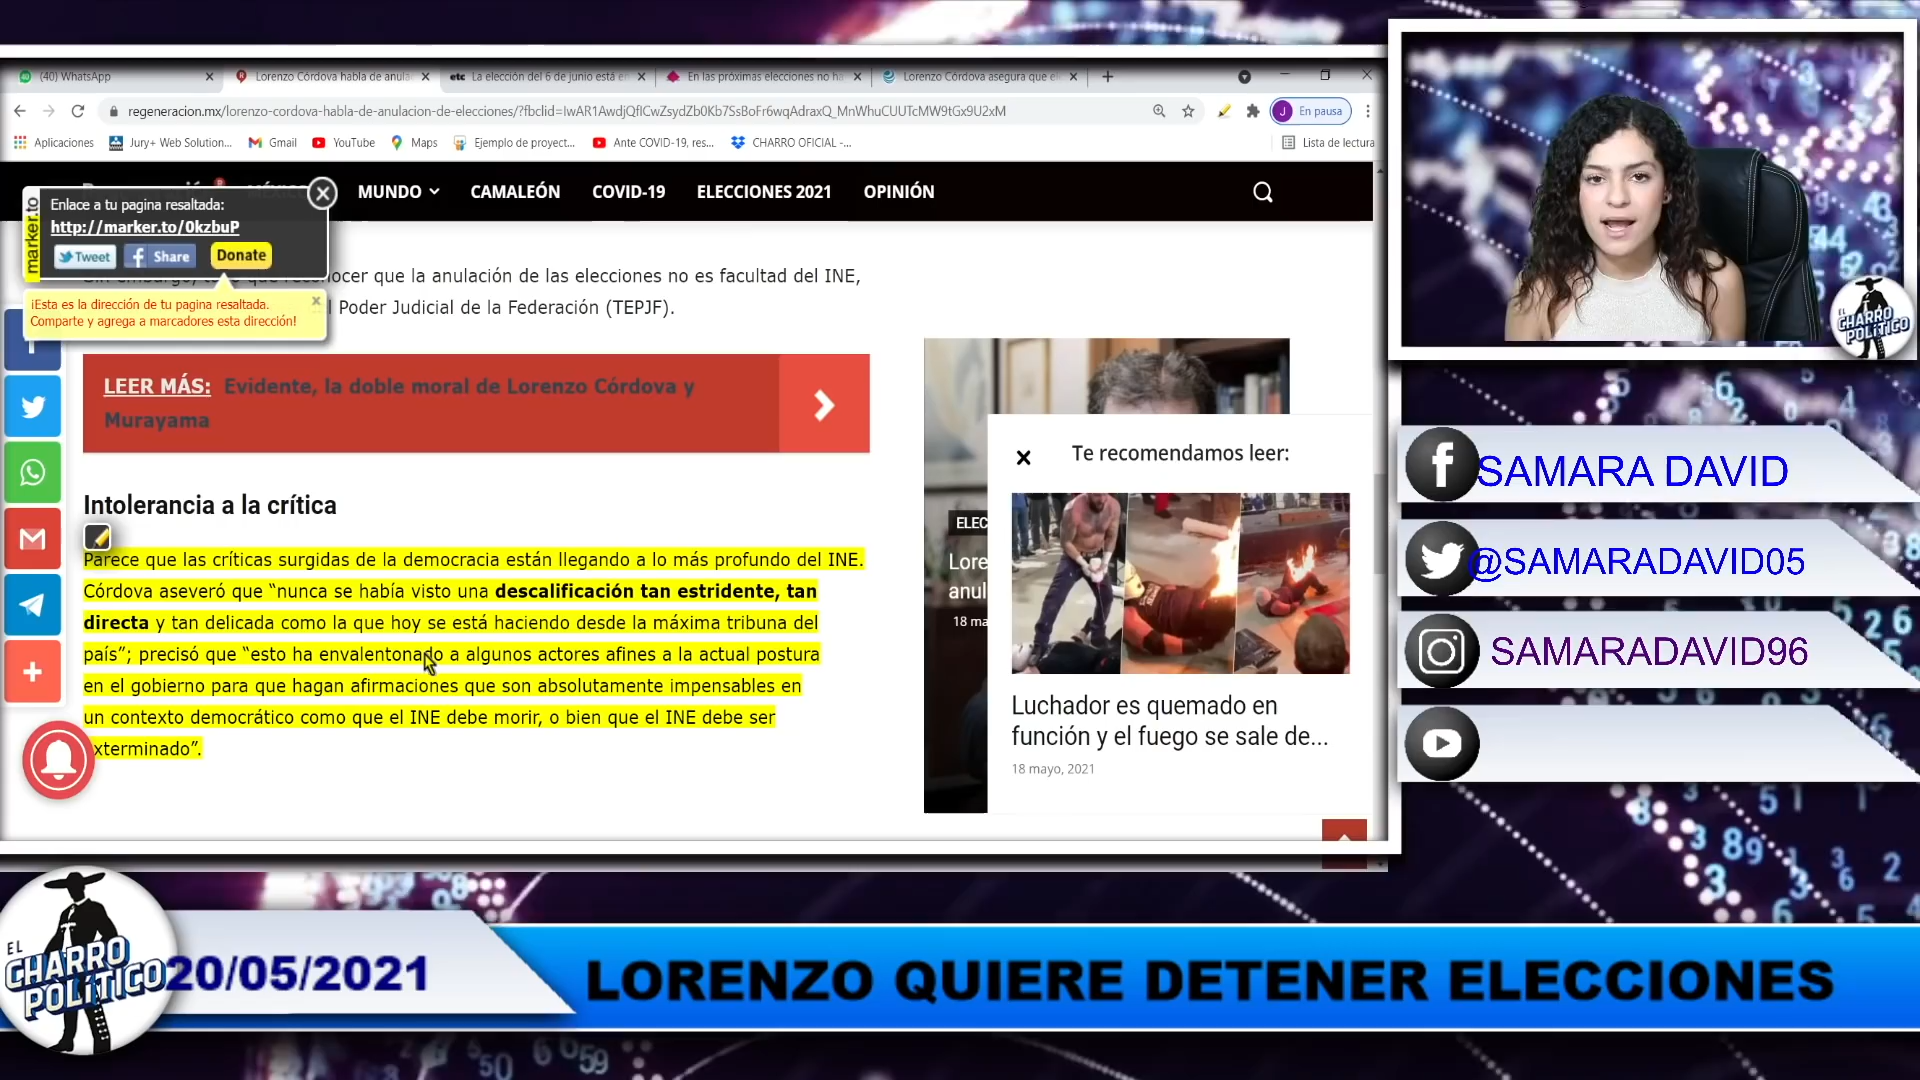 (40) WhatsApp
Lorenzo Córdova habla de anula
etc La elección del 6 de junio está en
En las próximas elecciones no ha
Lorenzo Córdova asegura que el
regeneracion.mx/lorenzo-cordova-habla-de-anulacion-de-elecciones/?fbclid=IwAR1AwdjQfICwZsydZb0Kb7SsBoFr6wqAdraxQ_MnWhuCUUTcMW9tGx9U2xM
J En pausa
Aplicaciones
Jury+ Web Solution...
Gmail
YouTube
Maps
Ejemplo de proyect...
Ante COVID-19, res...
CHARRO OFICIAL -...
Lista de lectura
MUNDO
CAMALEÓN
COVID-19
ELECCIONES 2021
OPINIÓN
marker.to
Enlace a tu pagina resaltada:
http://marker.to/0kzbuP
Tweet
Share
Donate
¡Esta es la dirección de tu pagina resaltada.
Comparte y agrega a marcadores esta dirección!
que la anulación de las elecciones no es facultad del INE,
Poder Judicial de la Federación (TEPJF).
LEER MÁS: Evidente, la doble moral de Lorenzo Córdova y
Murayama
Intolerancia a la crítica
Parece que las críticas surgidas de la democracia están llegando a lo más profundo del INE.
Córdova aseveró que “nunca se había visto una descalificación tan estridente, tan
directa y tan delicada como la que hoy se está haciendo desde la máxima tribuna del
país”; precisó que “esto ha envalentonado a algunos actores afines a la actual postura
en el gobierno para que hagan afirmaciones que son absolutamente impensables en
un contexto democrático como que el INE debe morir, o bien que el INE debe ser
xterminado”.
ELEC
Lore
anul
18 ma
Te recomendamos leer:
Luchador es quemado en
función y el fuego se sale de...
18 mayo, 2021
EL CHARRO POLÍTICO
SAMARA DAVID
@SAMARADAVID05
SAMARADAVID96
EL CHARRO POLÍTICO
20/05/2021
LORENZO QUIERE DETENER ELECCIONES